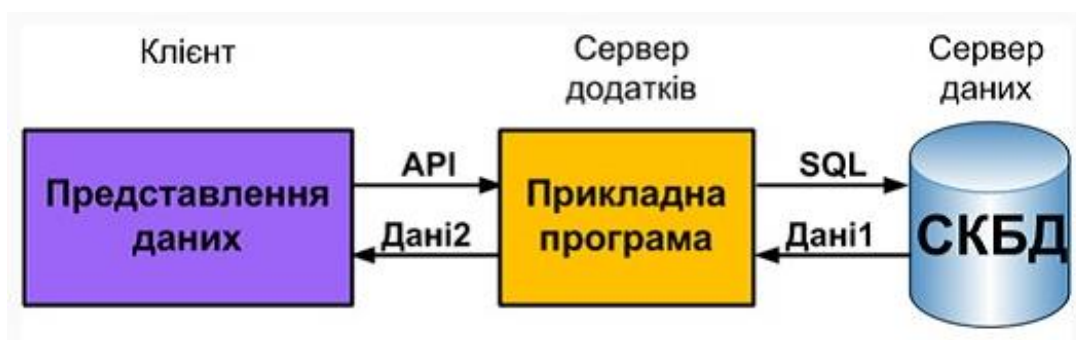 Клієнт
Сервер
додатків
Сервер
даних
Представлення
даних
API
Дані2
Прикладна
програма
SQL
Дані1
СКБД